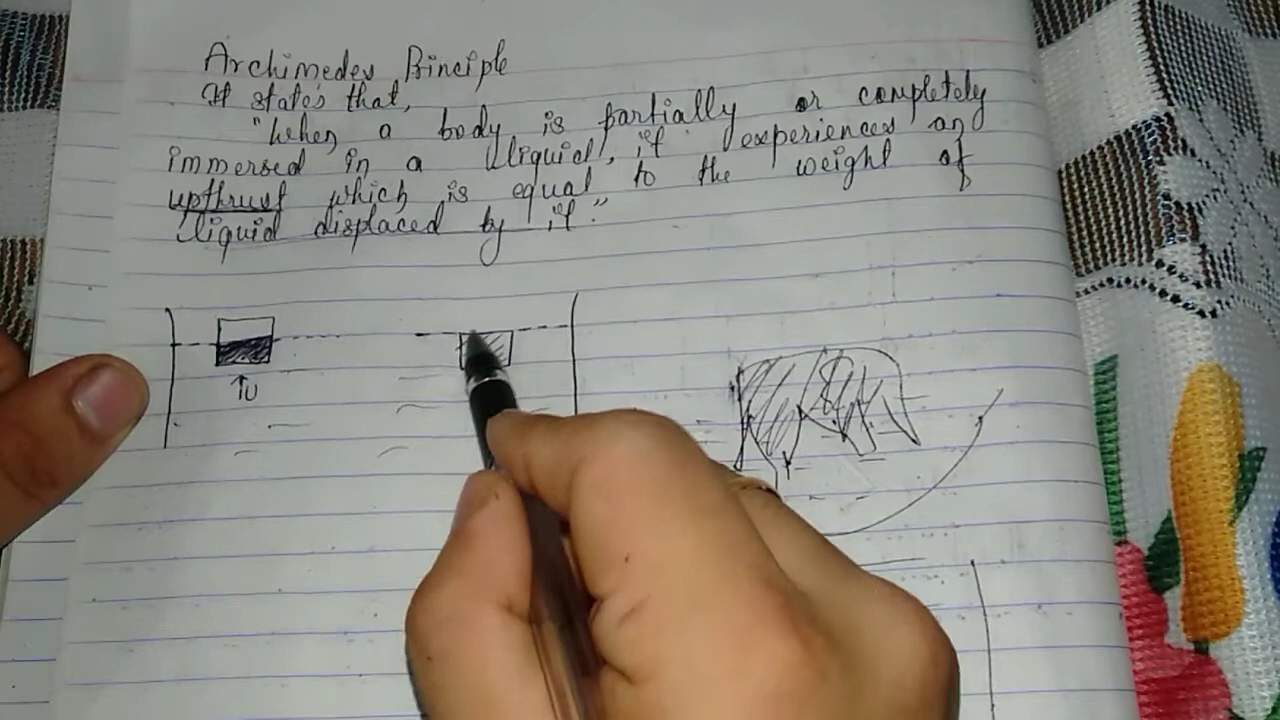 Archimedes Principle
It states that,
"When a body is partially or completely
immersed in a liquid, it experiences an
upthrust which is equal to the weight of
liquid displaced by it."
↑U